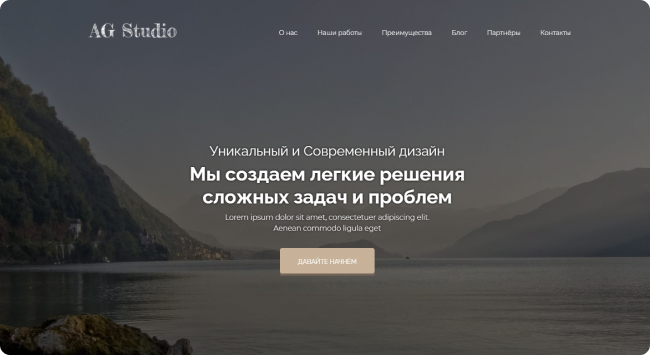 AG Studio
О нас Наши работы Преимущества Блог Партнёры Контакты
Уникальный и Современный дизайн
Мы создаем легкие решения
сложных задач и проблем
Lorem ipsum dolor sit amet, consectetuer adipiscing elit.
Aenean commodo ligula eget
ДАВАЙТЕ НАЧНЕМ